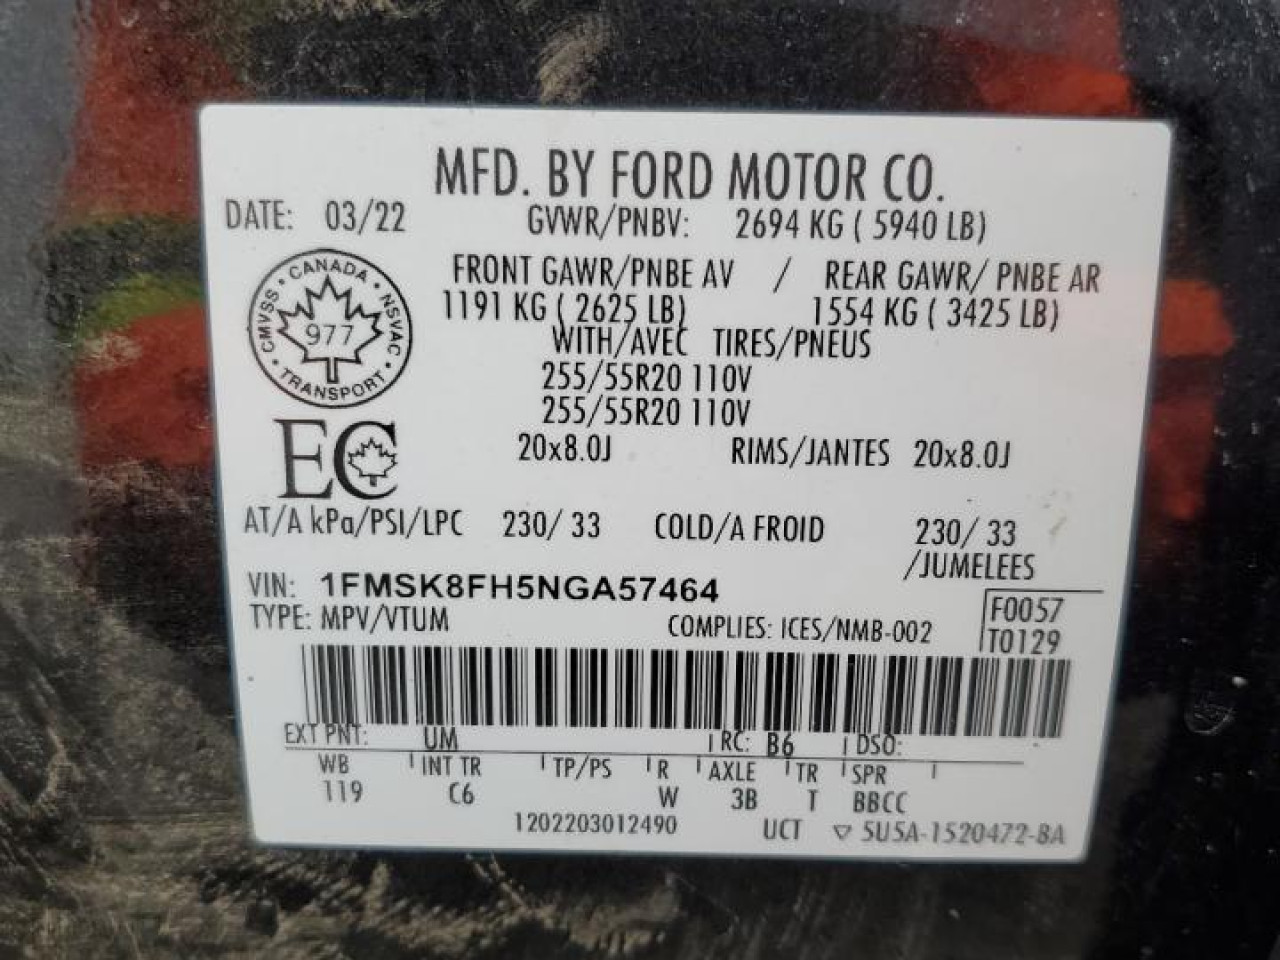 MFD. BY FORD MOTOR CO.
DATE: 03/22 GVWR/PNBV: 2694 KG ( 5940 LB)
FRONT GAWR/PNBE AV / REAR GAWR/ PNBE AR
1191 KG ( 2625 LB) 1554 KG ( 3425 LB)
WITH/AVEC TIRES/PNEUS
255/55R20 110V
255/55R20 110V
20x8.0J RIMS/JANTES 20x8.0J
CANADA
CMVSS 977 NSVAC
TRANSPORT
EC
AT/A kPa/PSI/LPC 230/ 33 COLD/A FROID 230/ 33
/JUMELEES
VIN: 1FMSK8FH5NGA57464
F0057
TYPE: MPV/VTUM COMPLIES: ICES/NMB-002
T0129
EXT PNT: UM RC: B6 DSO:
WB INT TR TP/PS R AXLE TR SPR
119 C6 W 3B T BBCC
1202203012490 UCT ▽ 5U5A-1520472-BA